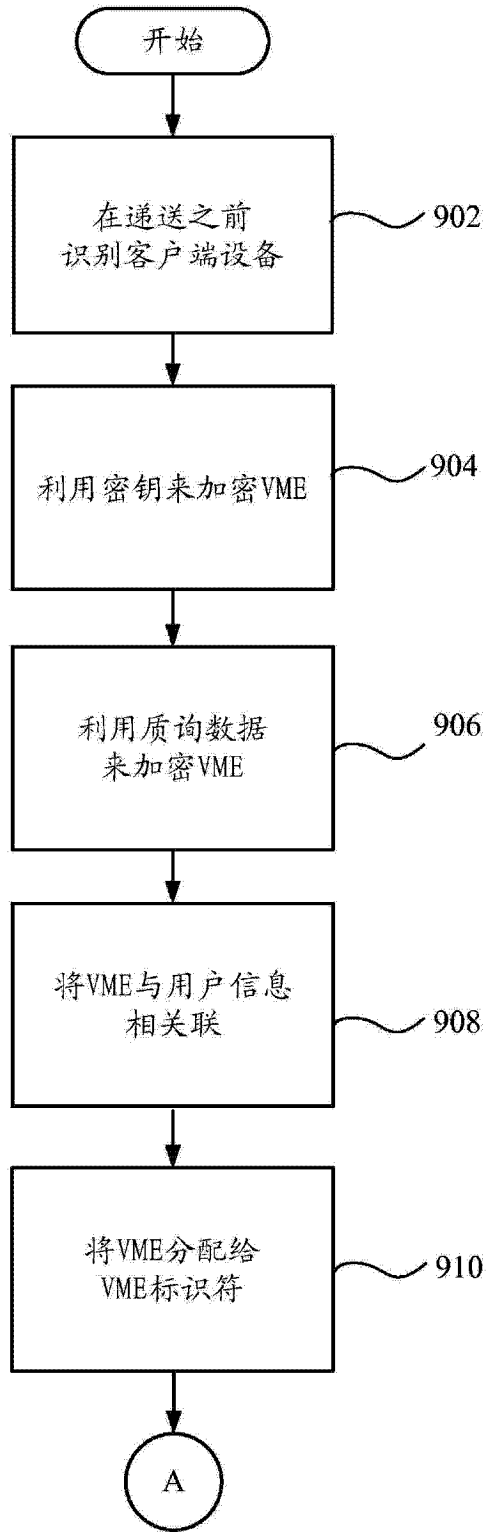 开始
在递送之前
识别客户端设备
902
利用密钥来加密VME
904
利用质询数据
来加密VME
906
将VME与用户信息
相关联
908
将VME分配给
VME标识符
910
A